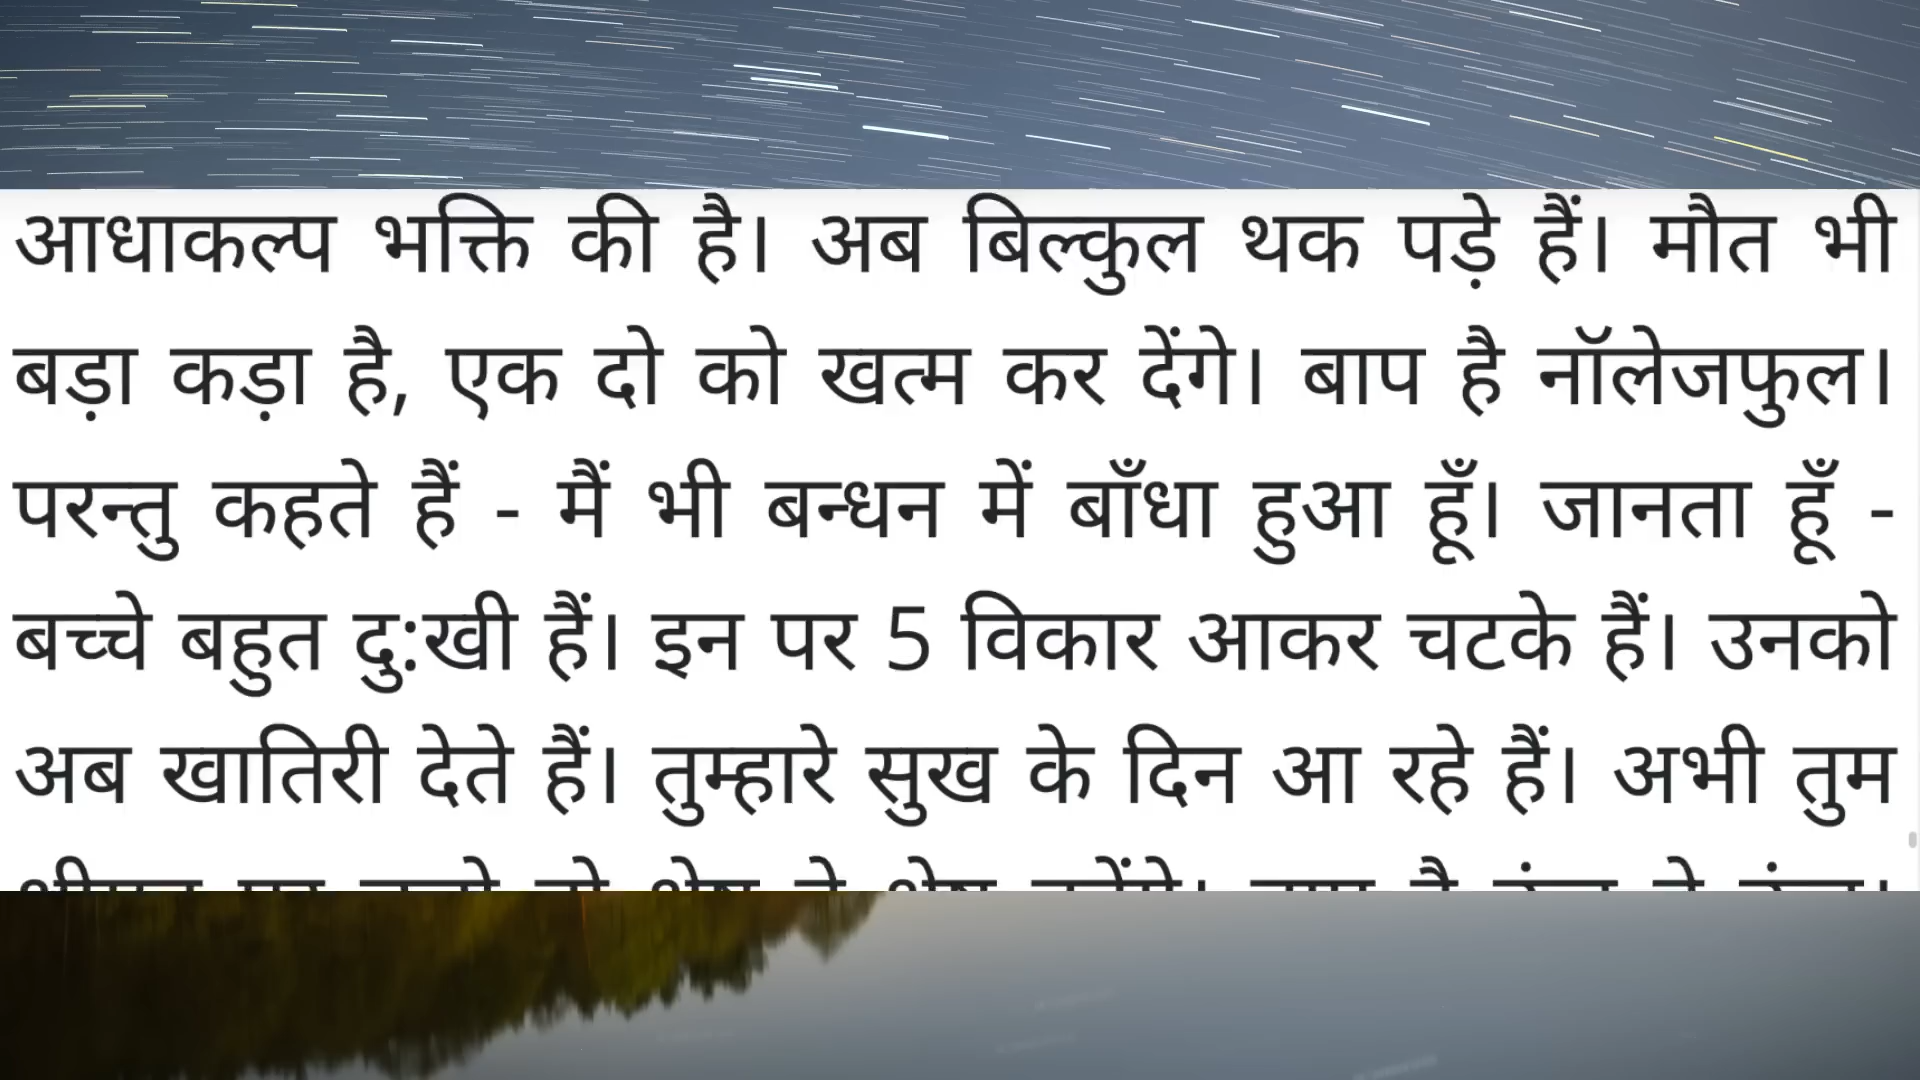 आधाकल्प भक्ति की है। अब बिल्कुल थक पड़े हैं। मौत भी
बड़ा कड़ा है, एक दो को खत्म कर देंगे। बाप है नॉलेजफुल।
परन्तु कहते हैं - मैं भी बन्धन में बाँधा हुआ हूँ। जानता हूँ -
बच्चे बहुत दु:खी हैं। इन पर 5 विकार आकर चटके हैं। उनको
अब खातिरी देते हैं। तुम्हारे सुख के दिन आ रहे हैं। अभी तुम